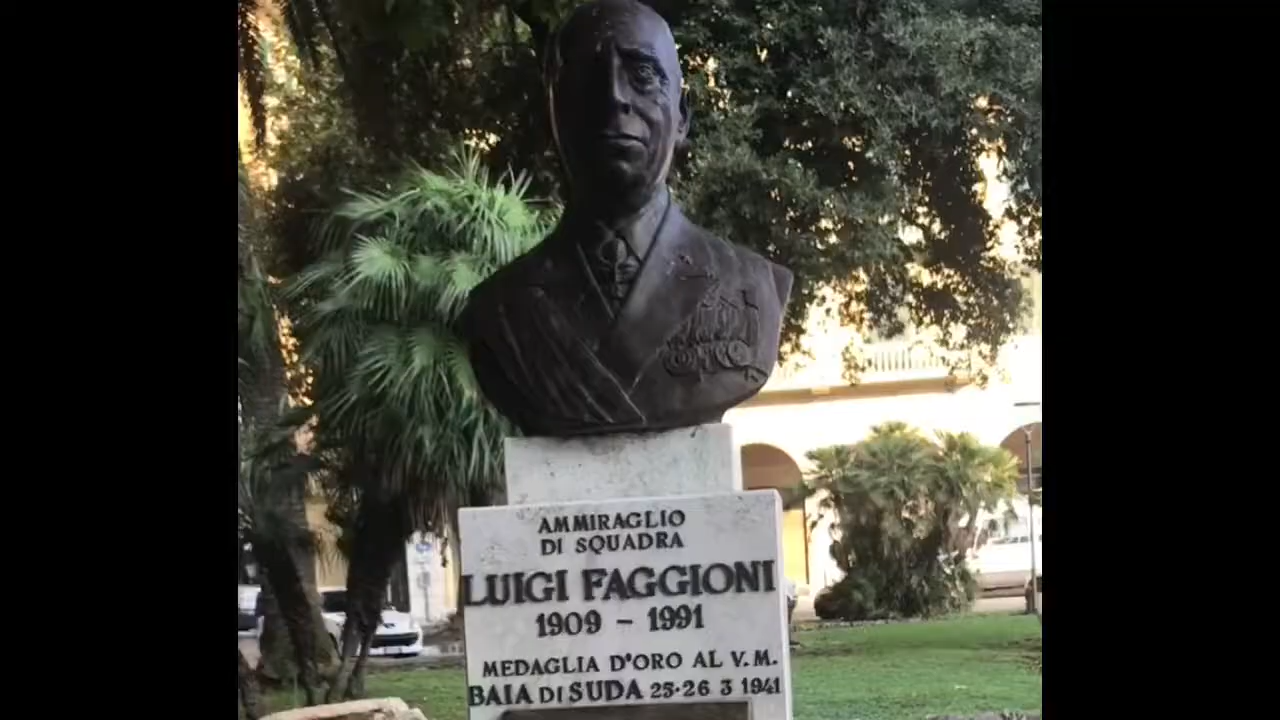 AMMIRAGLIO
DI SQUADRA
LUIGI FAGGIONI
1909 - 1991
MEDAGLIA D'ORO AL V.M.
BAIA DI SUDA 25-26 3 1941